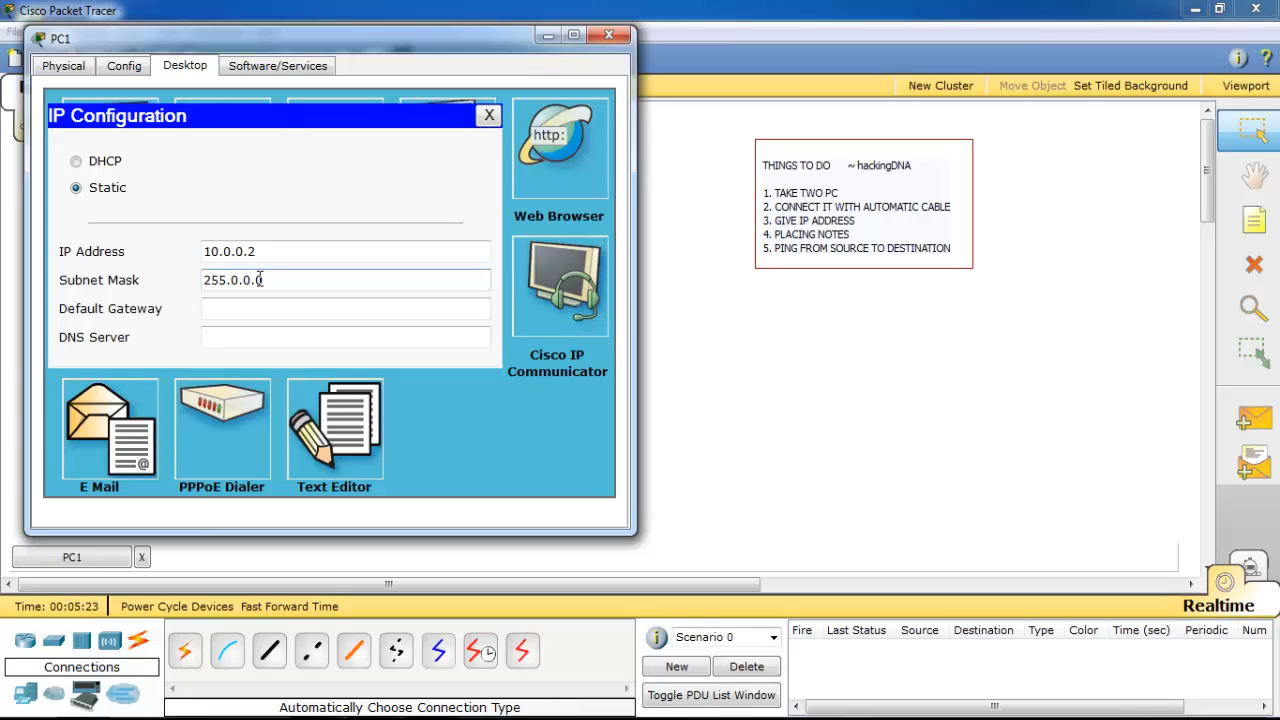 Cisco Packet Tracer
PC1
Physical
Config
Desktop
Software/Services
New Cluster
Move Object
Set Tiled Background
Viewport
IP Configuration
X
http:
DHCP
Static
Web Browser
IP Address
10.0.0.2
Subnet Mask
255.0.0.0
Default Gateway
DNS Server
Cisco IP
Communicator
E Mail
PPPoE Dialer
Text Editor
THINGS TO DO ~ hackingDNA
1. TAKE TWO PC
2. CONNECT IT WITH AUTOMATIC CABLE
3. GIVE IP ADDRESS
4. PLACING NOTES
5. PING FROM SOURCE TO DESTINATION
PC1
X
Time: 00:05:23
Power Cycle Devices
Fast Forward Time
Realtime
Connections
Automatically Choose Connection Type
Scenario 0
New
Delete
Toggle PDU List Window
Fire
Last Status
Source
Destination
Type
Color
Time (sec)
Periodic
Num